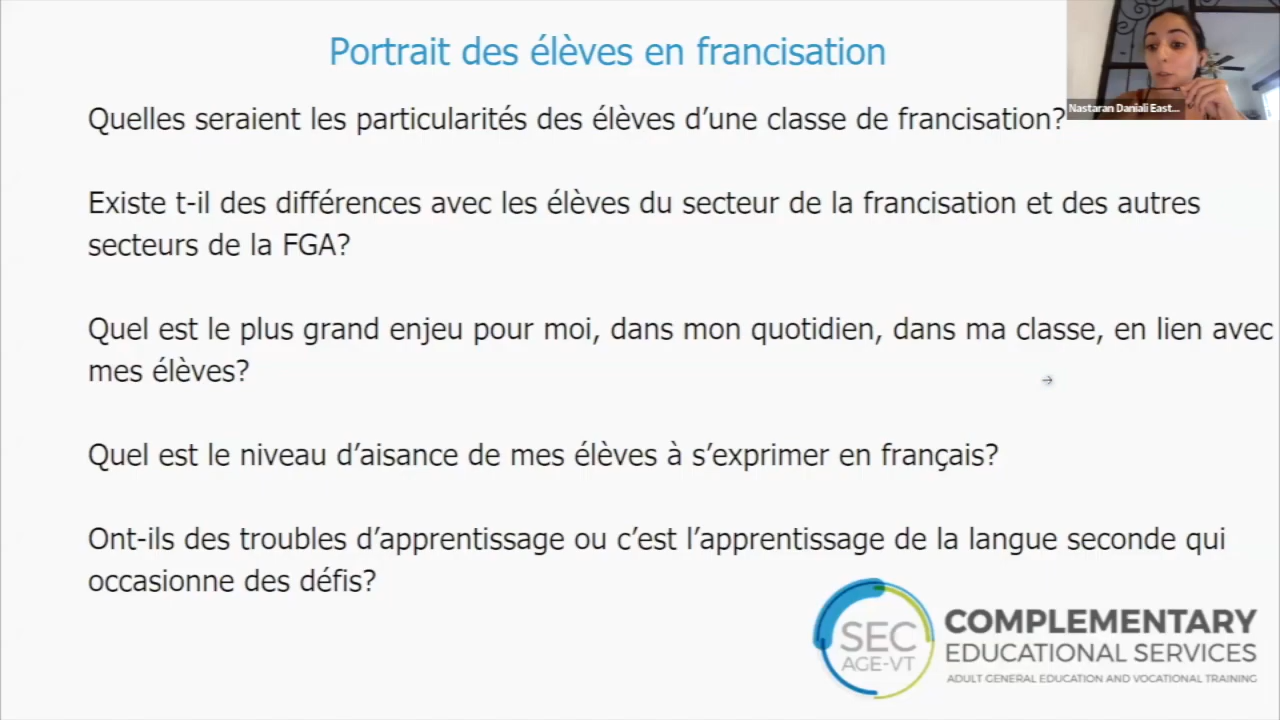 Portrait des élèves en francisation
Nastaran Daniali East...
Quelles seraient les particularités des élèves d’une classe de francisation?
Existe t-il des différences avec les élèves du secteur de la francisation et des autres
secteurs de la FGA?
Quel est le plus grand enjeu pour moi, dans mon quotidien, dans ma classe, en lien avec
mes élèves?
Quel est le niveau d’aisance de mes élèves à s’exprimer en français?
Ont-ils des troubles d’apprentissage ou c’est l’apprentissage de la langue seconde qui
occasionne des défis?
SEC
AGE-VT
COMPLEMENTARY
EDUCATIONAL SERVICES
ADULT GENERAL EDUCATION AND VOCATIONAL TRAINING